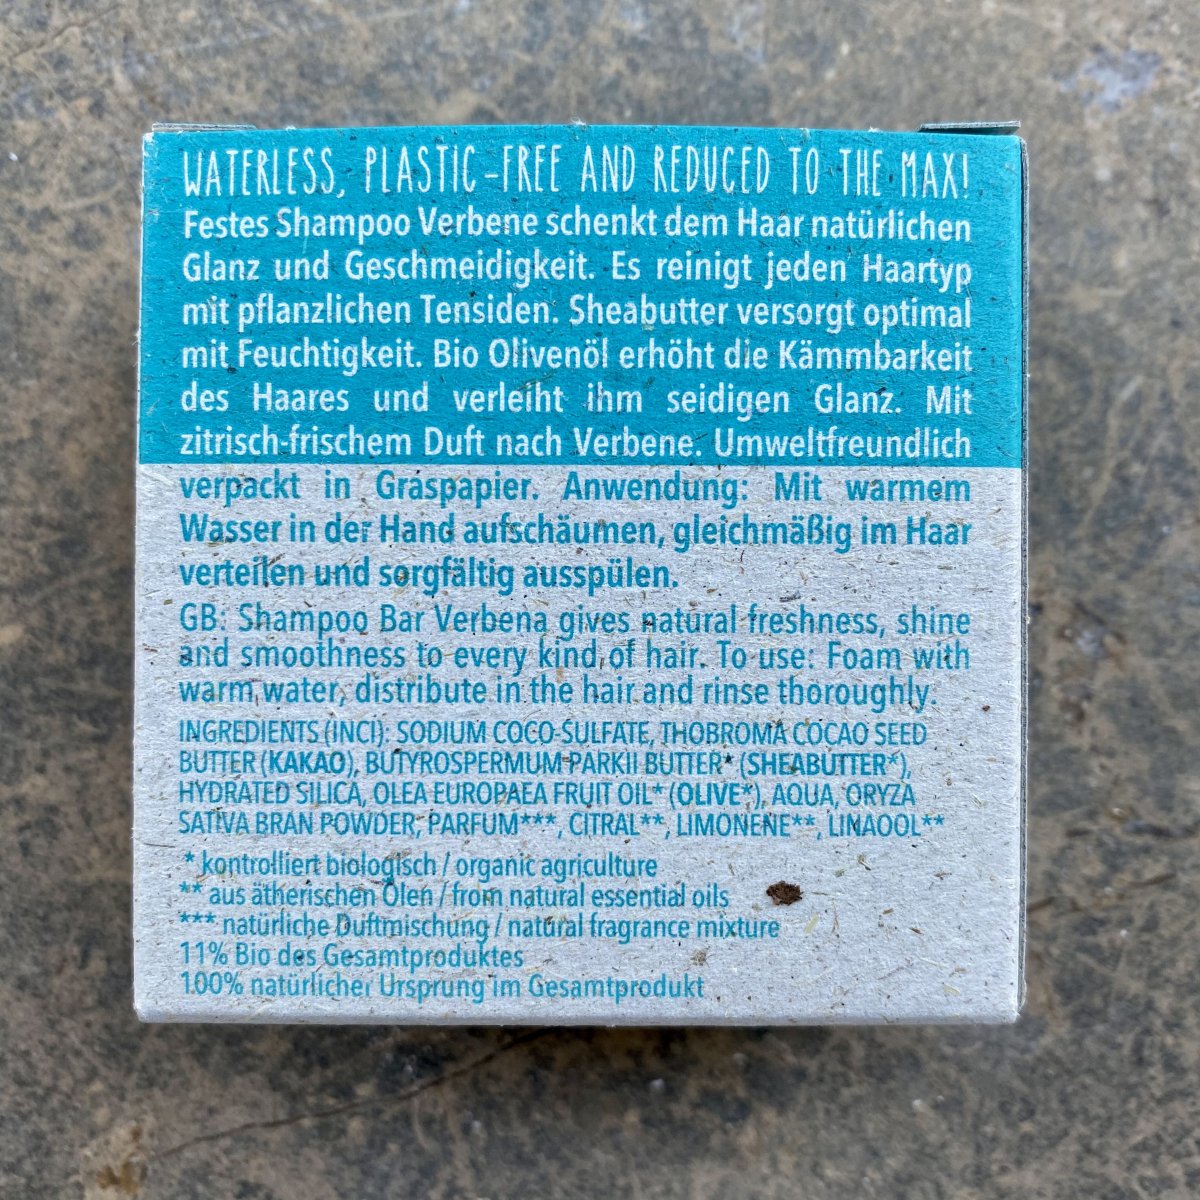 WATERLESS, PLASTIC-FREE AND REDUCED TO THE MAX!
Festes Shampoo Verbene schenkt dem Haar natürlichen
Glanz und Geschmeidigkeit. Es reinigt jeden Haartyp
mit pflanzlichen Tensiden. Sheabutter versorgt optimal
mit Feuchtigkeit. Bio Olivenöl erhöht die Kämmbarkeit
des Haares und verleiht ihm seidigen Glanz. Mit
zitrisch-frischem Duft nach Verbene. Umweltfreundlich
verpackt in Graspapier. Anwendung: Mit warmem
Wasser in der Hand aufschäumen, gleichmäßig im Haar
verteilen und sorgfältig ausspülen.
GB: Shampoo Bar Verbena gives natural freshness, shine
and smoothness to every kind of hair. To use: Foam with
warm water, distribute in the hair and rinse thoroughly.
INGREDIENTS (INCI): SODIUM COCO-SULFATE, THOBROMA COCAO SEED
BUTTER (KAKAO), BUTYROSPERMUM PARKII BUTTER* (SHEABUTTER*),
HYDRATED SILICA, OLEA EUROPAEA FRUIT OIL* (OLIVE*), AQUA, ORYZA
SATIVA BRAN POWDER, PARFUM***, CITRAL**, LIMONENE**, LINAOOL**
* kontrolliert biologisch / organic agriculture
** aus ätherischen Ölen / from natural essential oils
*** natürliche Duftmischung / natural fragrance mixture
11% Bio des Gesamtproduktes
100% natürlicher Ursprung im Gesamtprodukt